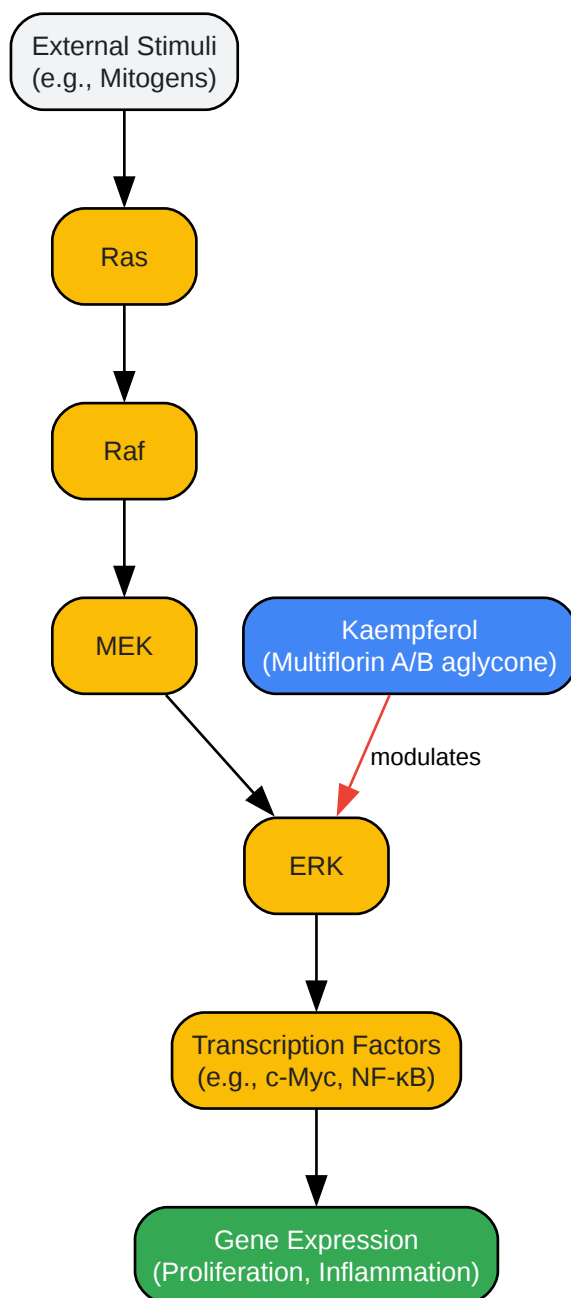 External Stimuli
(e.g., Mitogens)
Ras
Raf
MEK
Kaempferol
(Multiflorin A/B aglycone)
modulates
ERK
Transcription Factors
(e.g., c-Myc, NF-κB)
Gene Expression
(Proliferation, Inflammation)